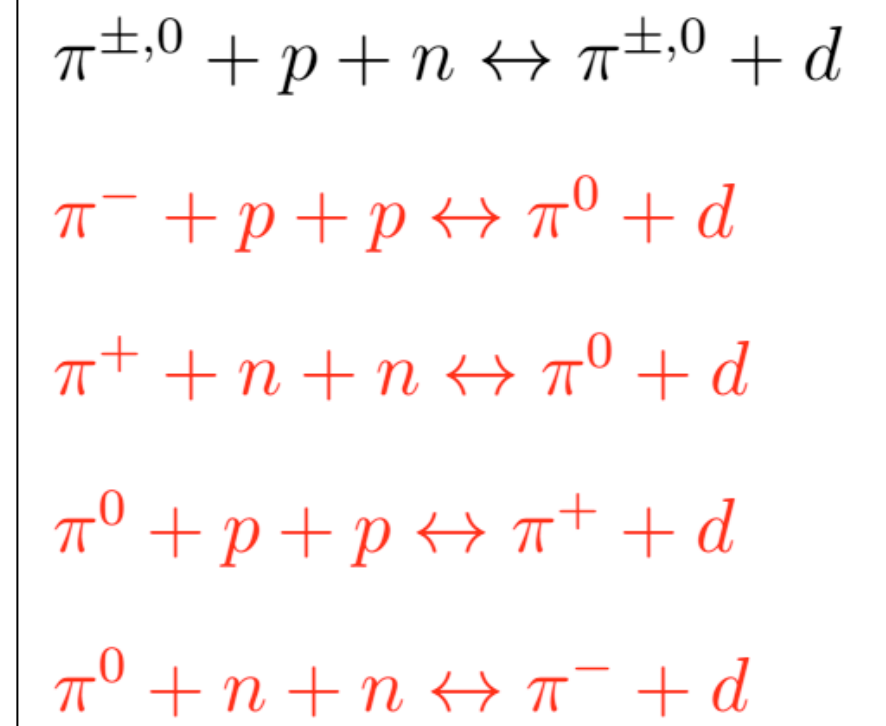 π^{±,0} + p + n ↔ π^{±,0} + d
π^− + p + p ↔ π^0 + d
π^+ + n + n ↔ π^0 + d
π^0 + p + p ↔ π^+ + d
π^0 + n + n ↔ π^− + d